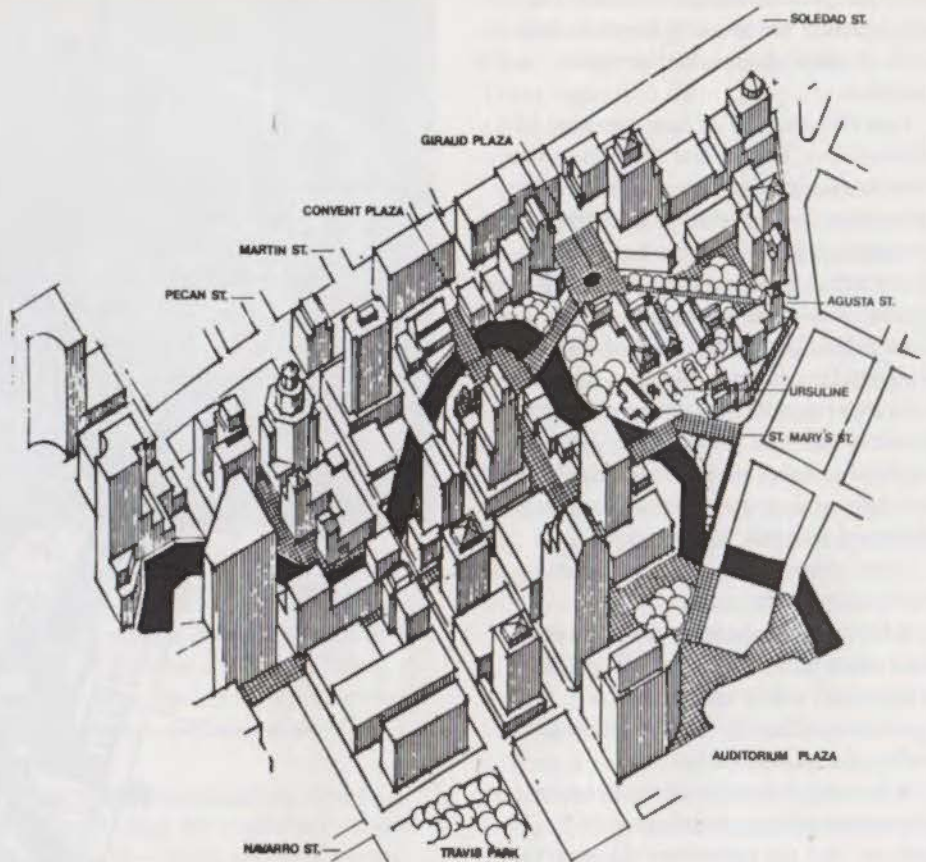 SOLEDAD ST.
GIRAUD PLAZA
CONVENT PLAZA
MARTIN ST.
PECAN ST.
AGUSTA ST.
URSULINE
ST. MARY'S ST.
AUDITORIUM PLAZA
NAVARRO ST.
TRAVIS PARK